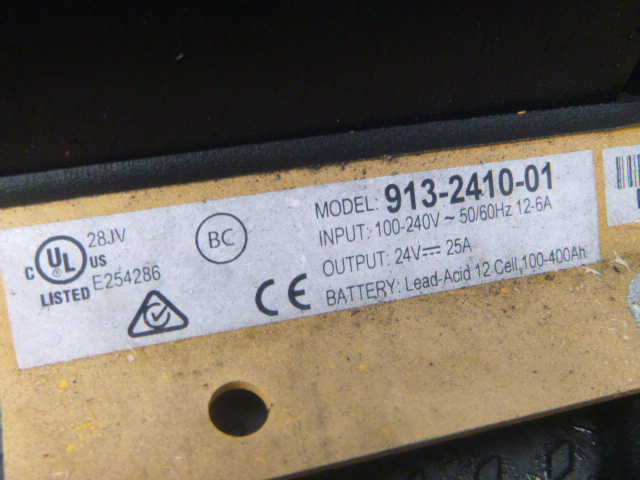 MODEL: 913-2410-01
INPUT: 100-240V ~ 50/60Hz 12-6A
OUTPUT: 24V⎓ 25A
BATTERY: Lead-Acid 12 Cell,100-400Ah
28JV
C UL ® US
LISTED E254286
BC
CE